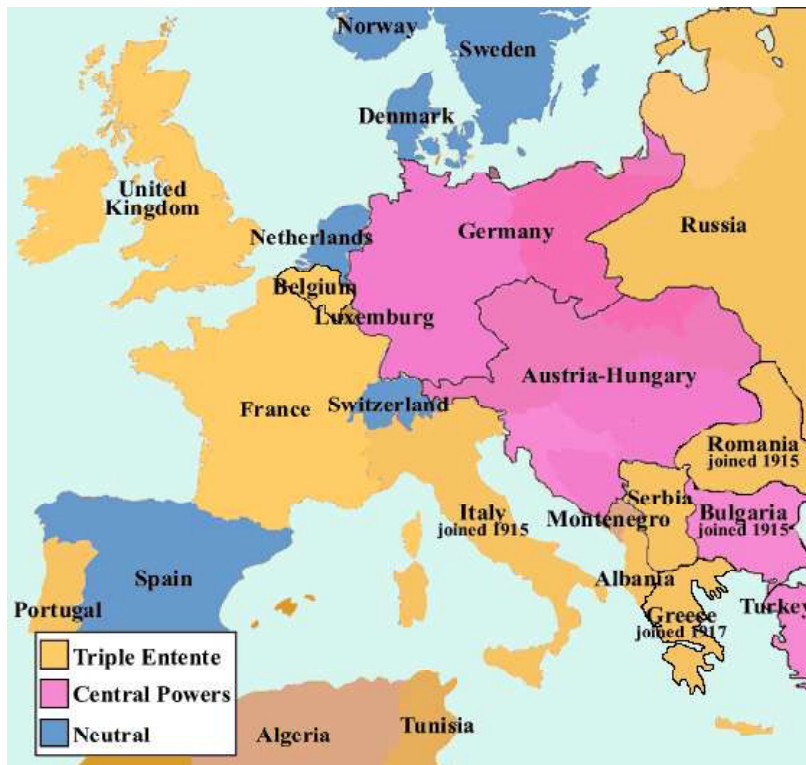 Norway
Sweden
Denmark
United
Kingdom
Netherlands
Germany
Russia
Belgium
Luxemburg
Austria-Hungary
France
Switzerland
Romania
joined 1915
Serbia
Italy
joined 1915
Montenegro
Bulgaria
joined 1915
Spain
Albania
Portugal
Greece
joined 1917
Turkey
Triple Entente
Central Powers
Neutral
Algeria
Tunisia